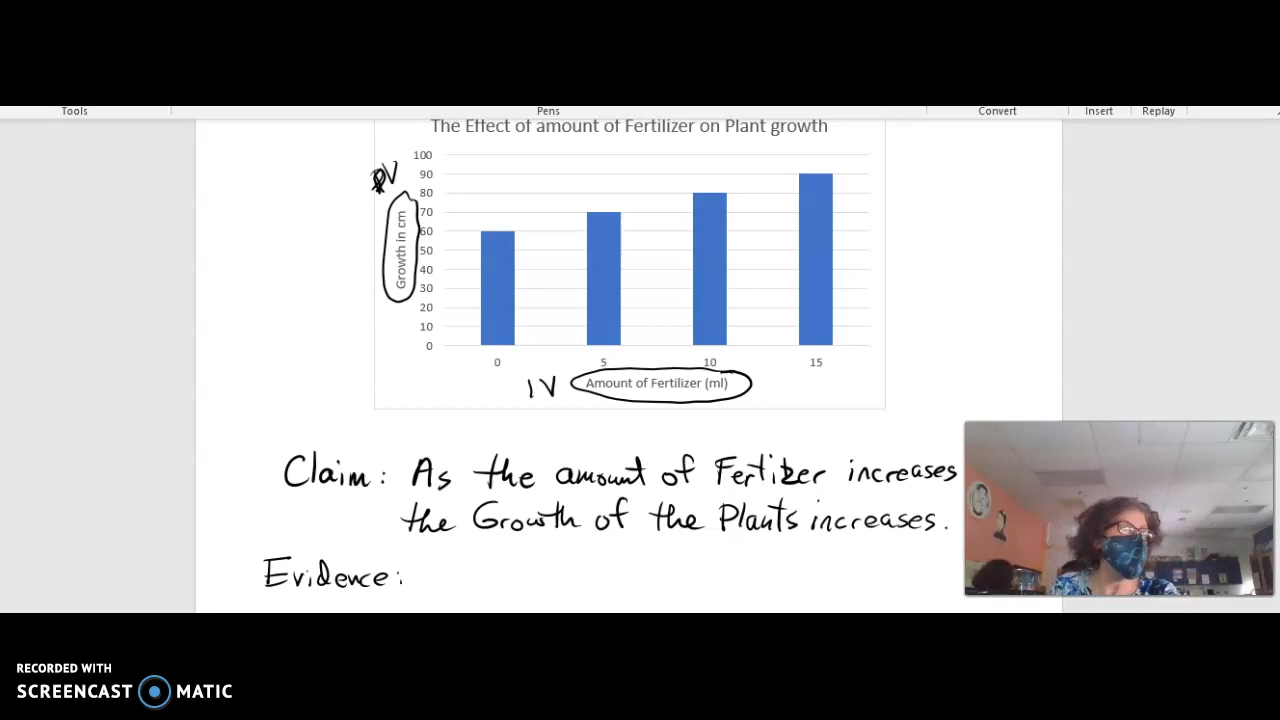 Tools Pens Convert Insert Replay
The Effect of amount of Fertilizer on Plant growth
DV
Growth in cm
100
90
80
70
60
50
40
30
20
10
0
0 5 10 15
IV Amount of Fertilizer (ml)
Claim: As the amount of Fertilizer increases
the Growth of the Plants increases.
Evidence:
RECORDED WITH
SCREENCAST MATIC